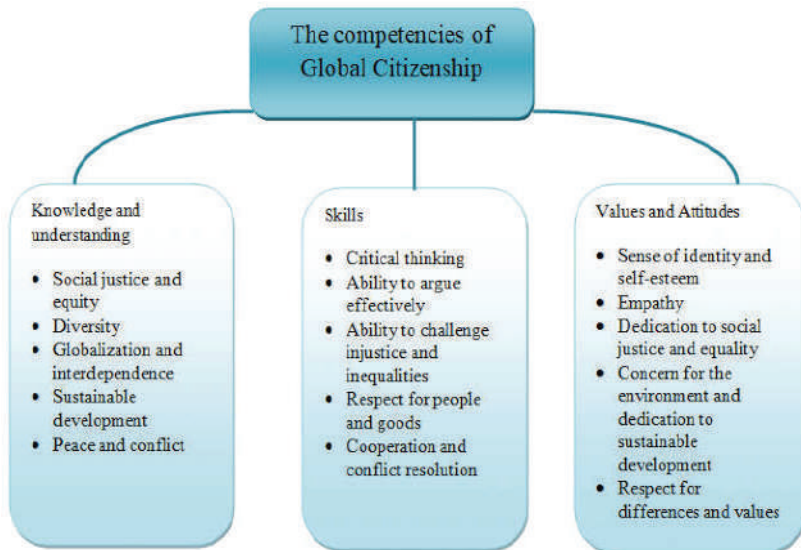 The competencies of
Global Citizenship
Knowledge and
understanding
• Social justice and
equity
• Diversity
• Globalization and
interdependence
• Sustainable
development
• Peace and conflict
Skills
• Critical thinking
• Ability to argue
effectively
• Ability to challenge
injustice and
inequalities
• Respect for people
and goods
• Cooperation and
conflict resolution
Values and Attitudes
• Sense of identity and
self-esteem
• Empathy
• Dedication to social
justice and equality
• Concern for the
environment and
dedication to
sustainable
development
• Respect for
differences and values